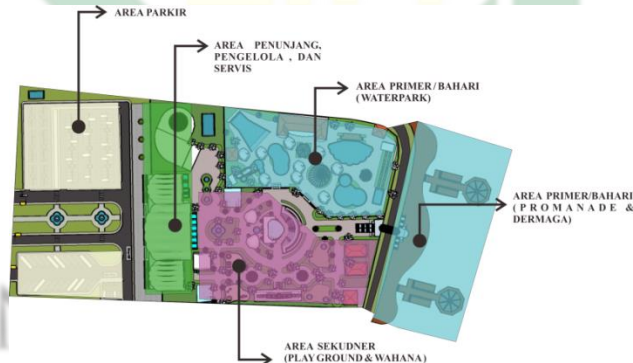 AREA PARKIR
AREA PENUNJANG,
PENGELOLA , DAN
SERVIS
AREA PRIMER/BAHARI
(WATERPARK)
AREA PRIMER/BAHARI
(PROMANADE &
DERMAGA)
AREA SEKUDNER
(PLAY GROUND & WAHANA)